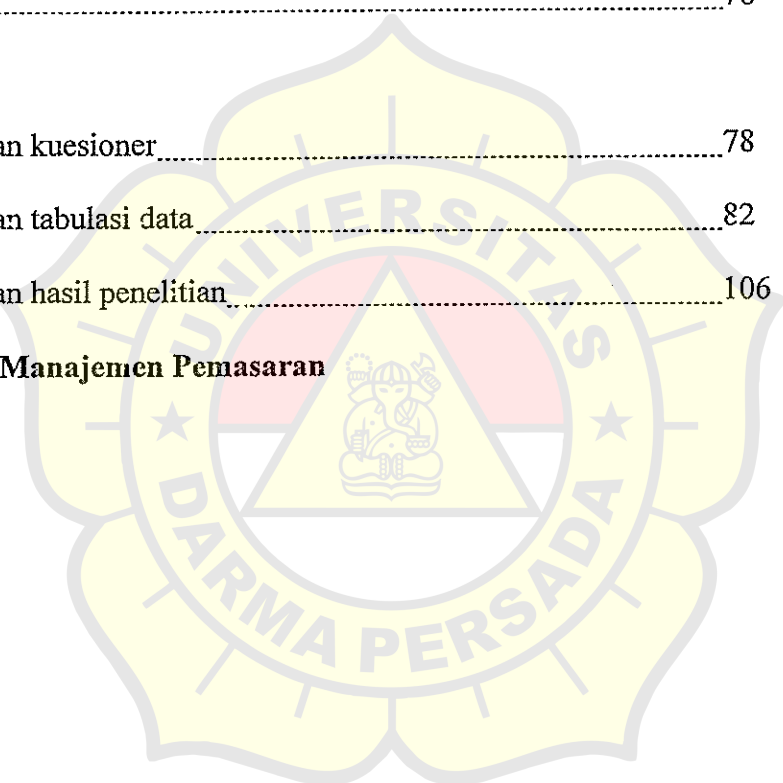 an kuesioner 78
an tabulasi data 82
an hasil penelitian 106
Manajemen Pemasaran
UNIVERSITAS
DARMA PERSADA